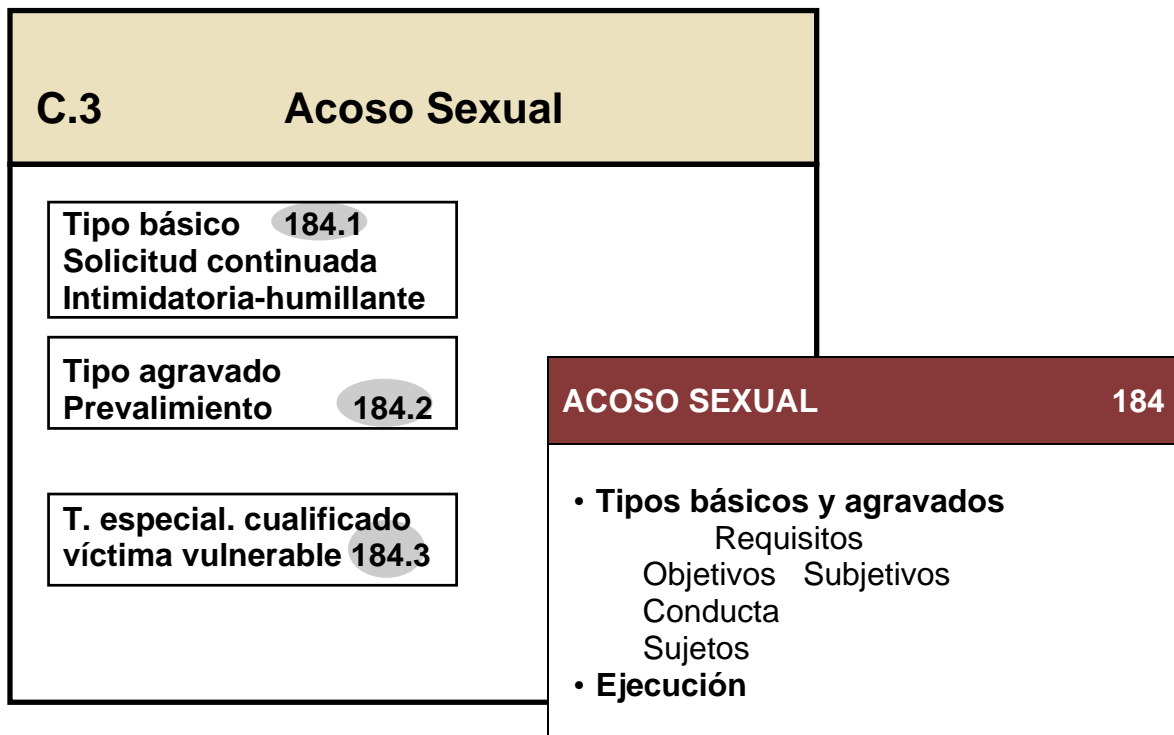 C.3 Acoso Sexual
Tipo básico 184.1
Solicitud continuada
Intimidatoria-humillante
Tipo agravado
Prevalimiento 184.2
T. especial. cualificado
víctima vulnerable 184.3
ACOSO SEXUAL 184
• Tipos básicos y agravados
Requisitos
Objetivos Subjetivos
Conducta
Sujetos
• Ejecución